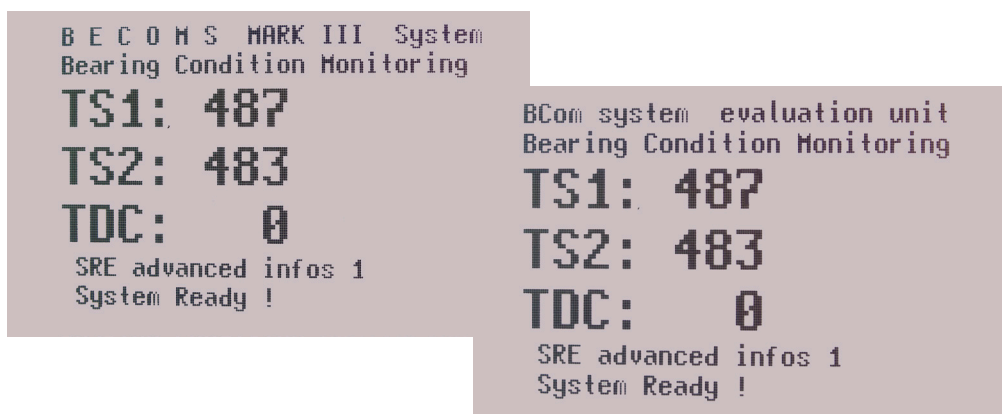 B E C O M S MARK III System
Bearing Condition Monitoring
TS1: 487
TS2: 483
TDC: 0
SRE advanced infos 1
System Ready !
BCom system evaluation unit
Bearing Condition Monitoring
TS1: 487
TS2: 483
TDC: 0
SRE advanced infos 1
System Ready !